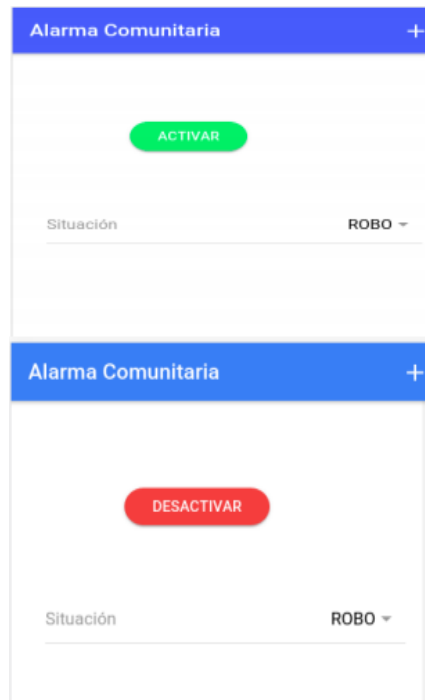 Alarma Comunitaria +
ACTIVAR
Situación ROBO
Alarma Comunitaria +
DESACTIVAR
Situación ROBO